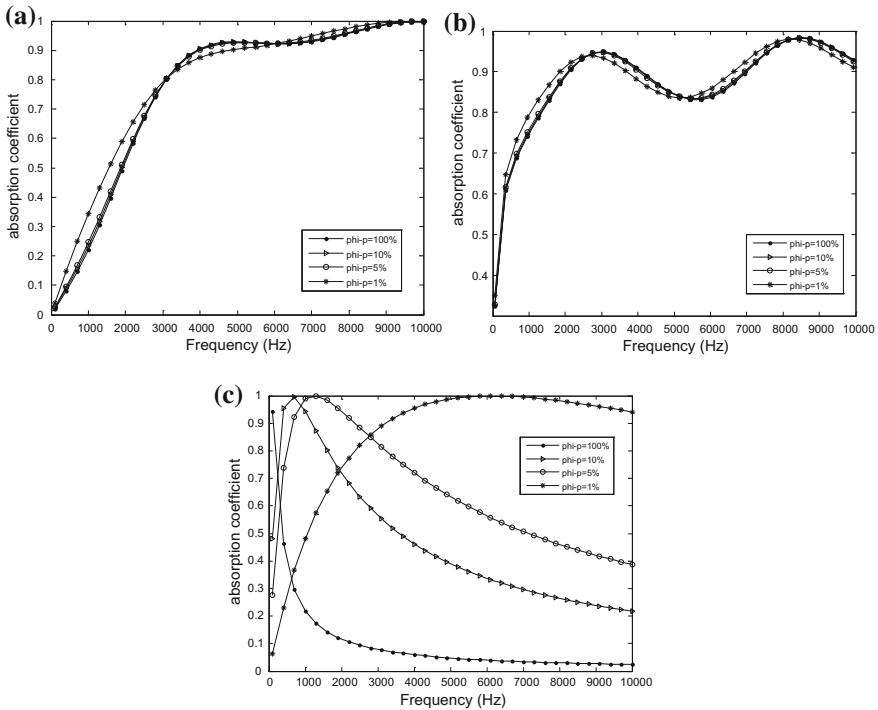 (a)
1
0.9
0.8
0.7
0.6
0.5
0.4
0.3
0.2
0.1
0
absorption coefficient
phi-p=100%
phi-p=10%
phi-p=5%
phi-p=1%
0 1000 2000 3000 4000 5000 6000 7000 8000 9000 10000
Frequency (Hz)
(b)
1
0.9
0.8
0.7
0.6
0.5
0.4
absorption coefficient
phi-p=100%
phi-p=10%
phi-p=5%
phi-p=1%
0 1000 2000 3000 4000 5000 6000 7000 8000 9000 10000
Frequency (Hz)
(c)
1
0.9
0.8
0.7
0.6
0.5
0.4
0.3
0.2
0.1
0
absorption coefficient
phi-p=100%
phi-p=10%
phi-p=5%
phi-p=1%
0 1000 2000 3000 4000 5000 6000 7000 8000 9000 10000
Frequency (Hz)